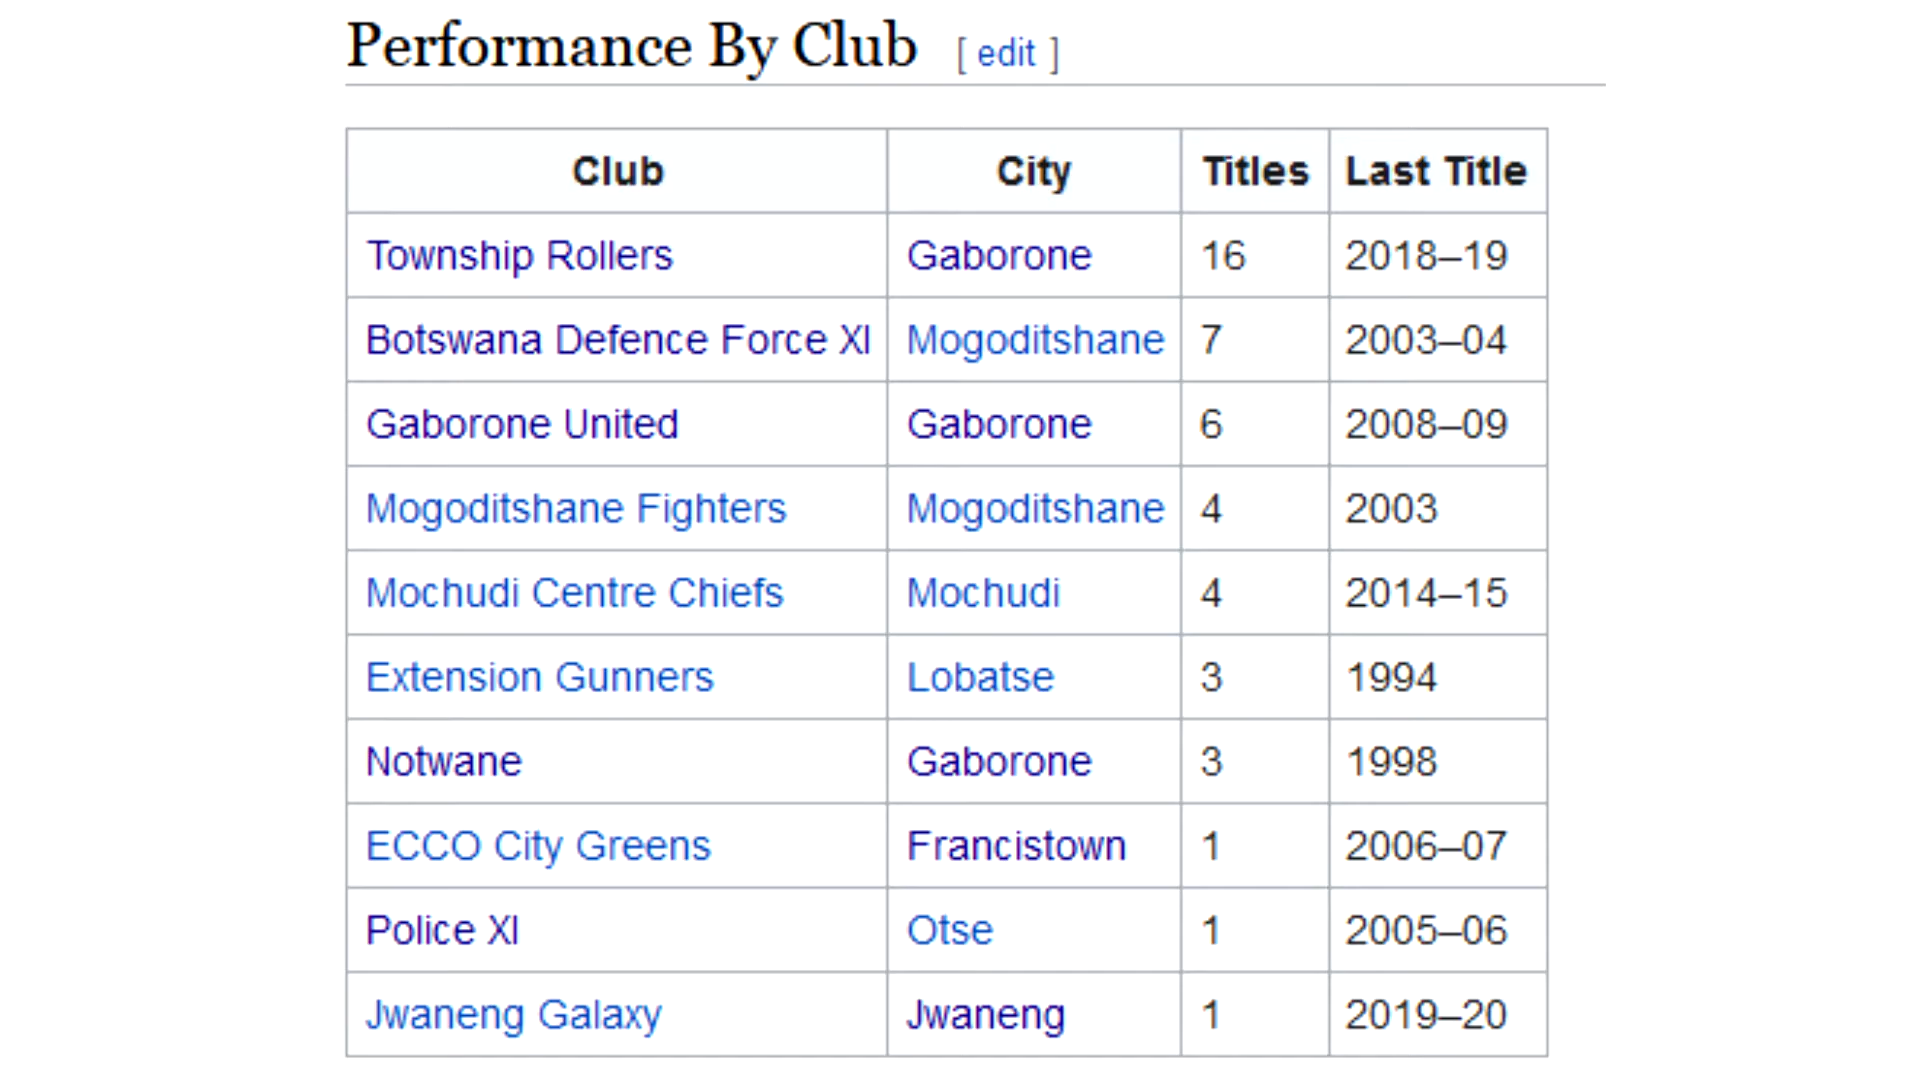 Performance By Club [ edit ]
Club City Titles Last Title
Township Rollers Gaborone 16 2018–19
Botswana Defence Force XI Mogoditshane 7 2003–04
Gaborone United Gaborone 6 2008–09
Mogoditshane Fighters Mogoditshane 4 2003
Mochudi Centre Chiefs Mochudi 4 2014–15
Extension Gunners Lobatse 3 1994
Notwane Gaborone 3 1998
ECCO City Greens Francistown 1 2006–07
Police XI Otse 1 2005–06
Jwaneng Galaxy Jwaneng 1 2019–20